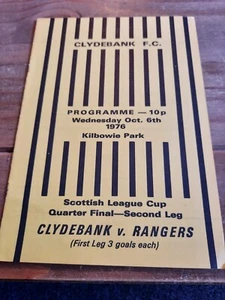 CLYDEBANK F.C.
PROGRAMME — 10p
Wednesday Oct. 6th
1976
Kilbowie Park
Scottish League Cup
Quarter Final—Second Leg
CLYDEBANK v. RANGERS
(First Leg 3 goals each)